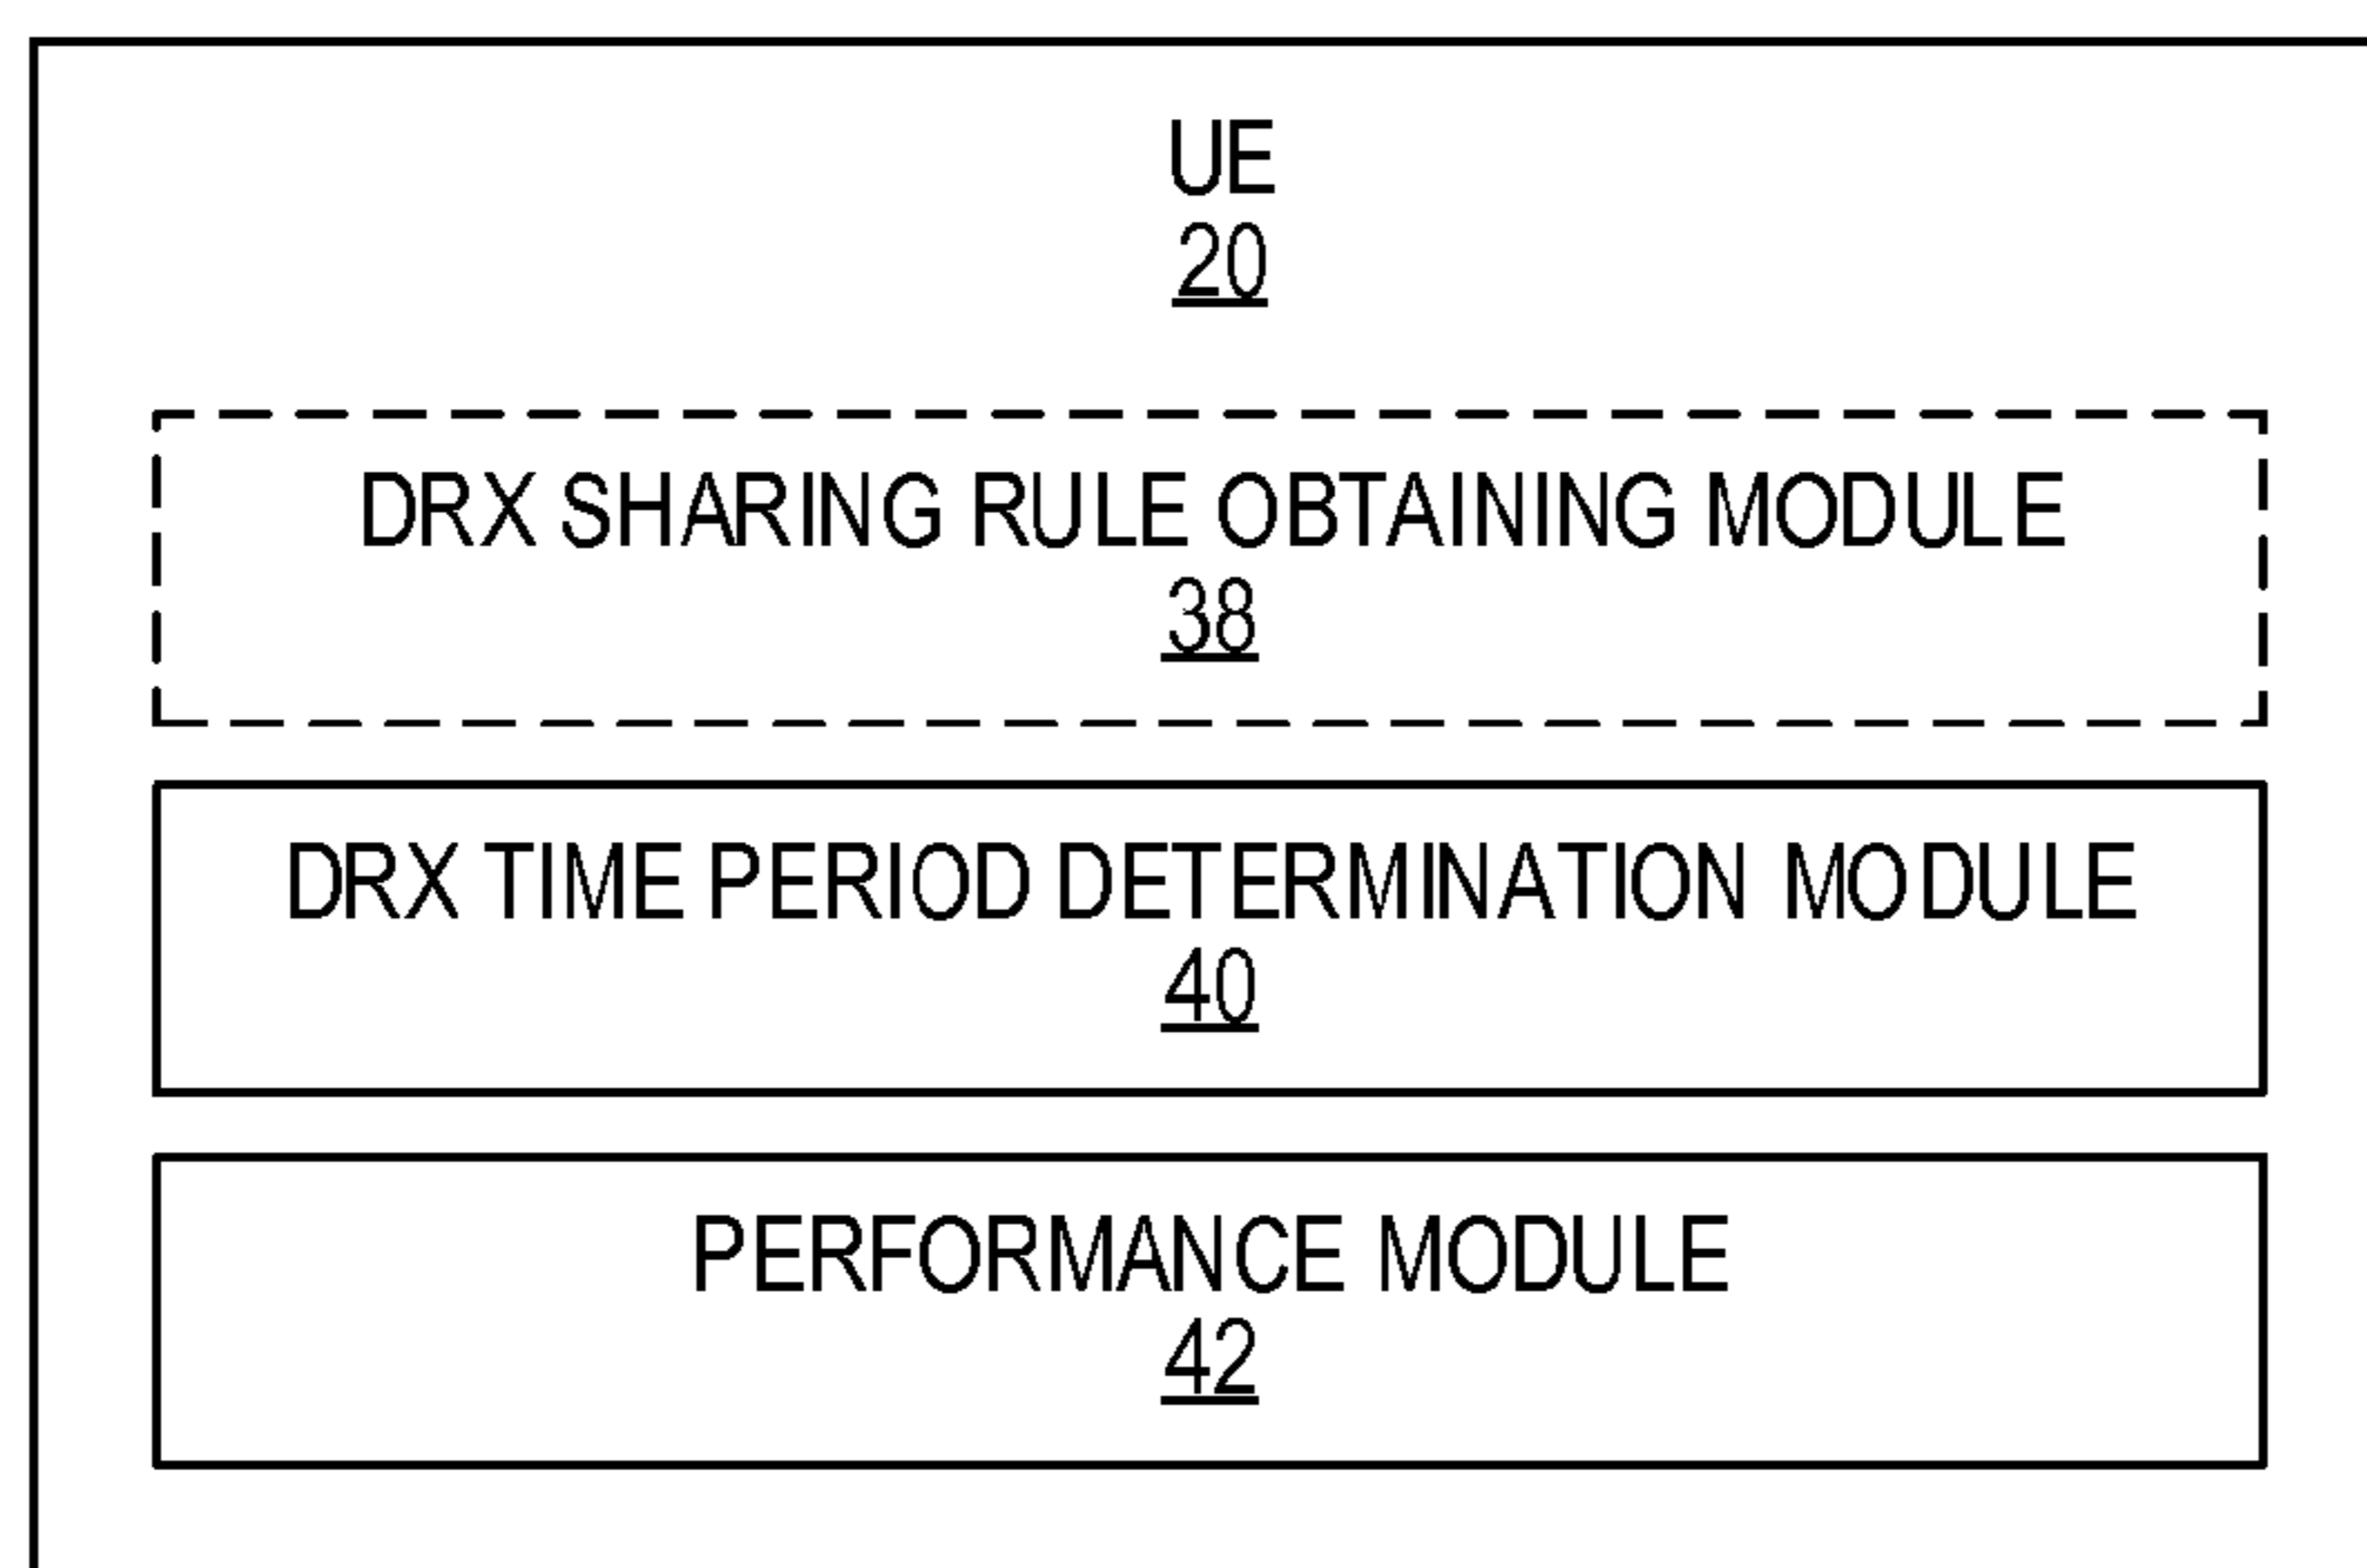 UE
20
DRX SHARING RULE OBTAINING MODULE
38
DRX TIME PERIOD DETERMINATION MODULE
40
PERFORMANCE MODULE
42